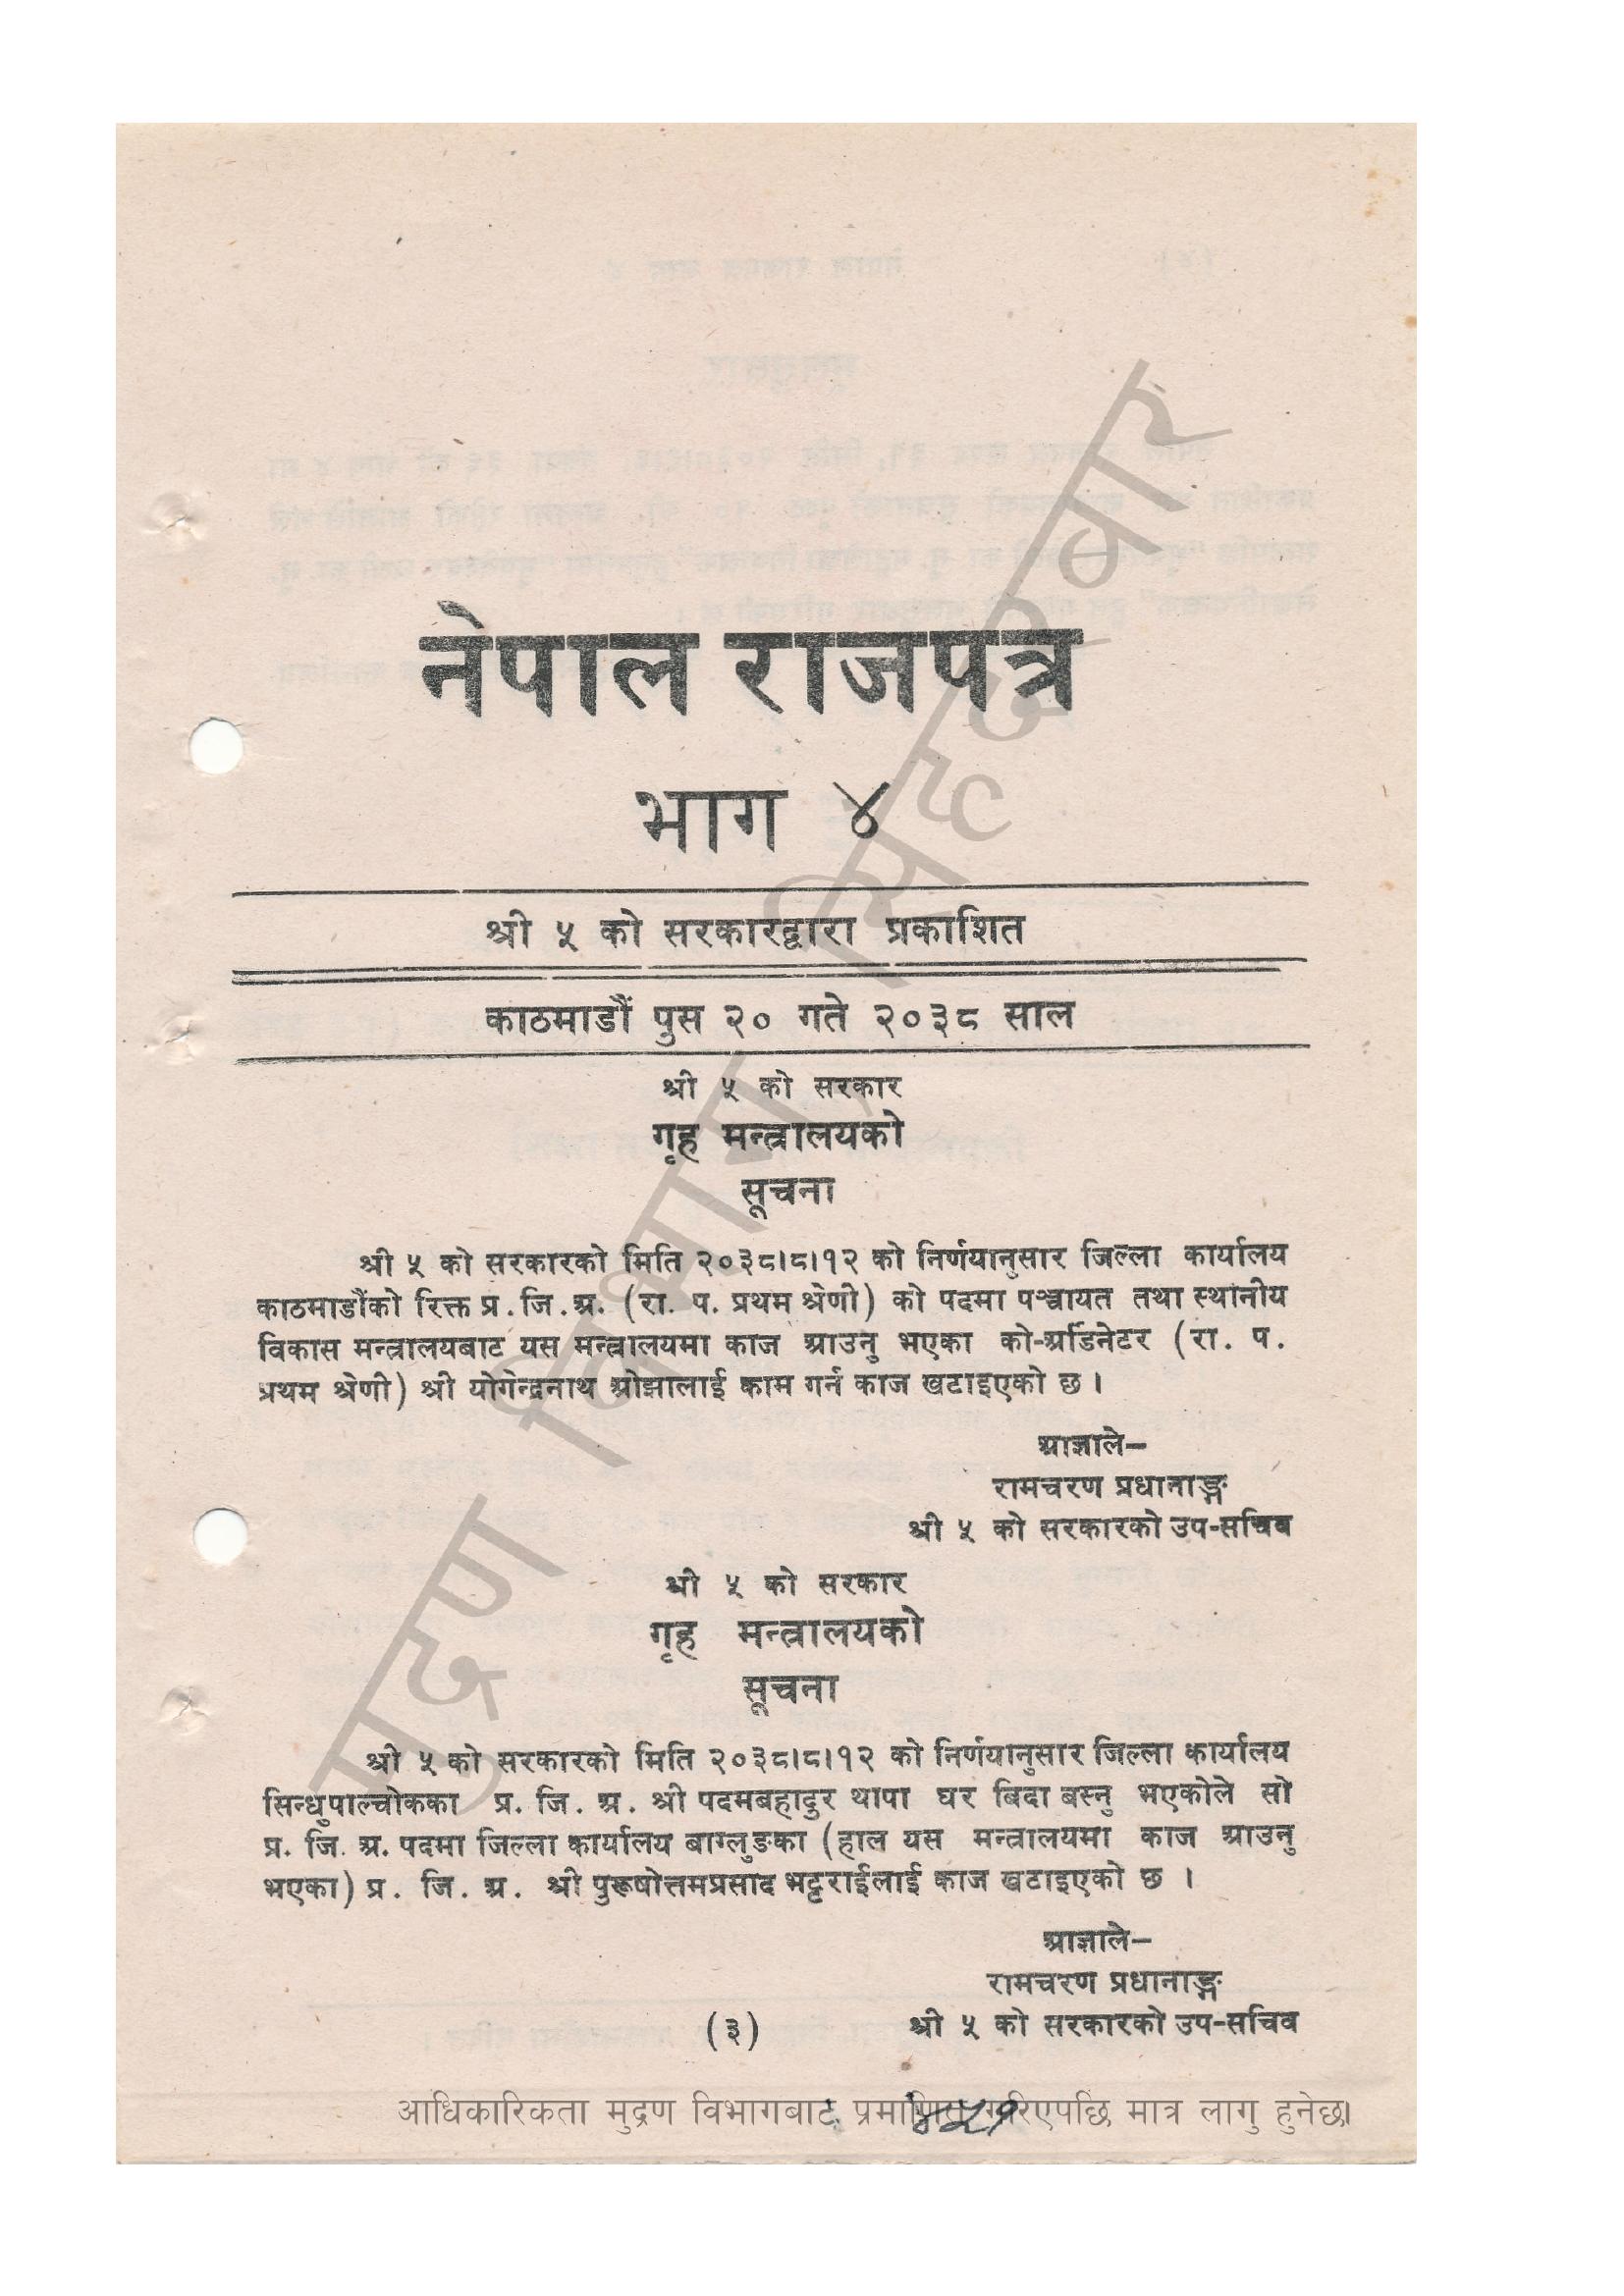 नेपाल राजपत्र
भाग ४
श्री ५ को सरकारद्वारा प्रकाशित
काठमाडौं पुस २० गते २०३८ साल
श्री ५ को सरकार
गृह मन्त्रालयको
सूचना
श्री ५ को सरकारको मिति २०३८।८।१२ को निर्णयानुसार जिल्ला कार्यालय
काठमाडौंको रिक्त प्र.जि.अ. (रा. प. प्रथम श्रेणी) को पदमा पञ्चायत तथा स्थानीय
विकास मन्त्रालयबाट यस मन्त्रालयमा काज आउनु भएका को-अर्डिनेटर (रा. प.
प्रथम श्रेणी) श्री योगेन्द्रनाथ ओझालाई काम गर्न काज खटाइएको छ।
आज्ञाले–
रामचरण प्रधानाङ्ग
श्री ५ को सरकारको उप-सचिव
श्री ५ को सरकार
गृह मन्त्रालयको
सूचना
श्री ५ को सरकारको मिति २०३८।८।१२ को निर्णयानुसार जिल्ला कार्यालय
सिन्धुपाल्चोकका प्र. जि. अ. श्री पदमबहादुर थापा घर बिदा बस्नु भएकोले सो
प्र. जि. अ. पदमा जिल्ला कार्यालय बाग्लुङका (हाल यस मन्त्रालयमा काज आउनु
भएका) प्र. जि. अ. श्री पुरूषोत्तमप्रसाद भट्टराईलाई काज खटाइएको छ ।
आज्ञाले–
रामचरण प्रधानाङ्ग
श्री ५ को सरकारको उप-सचिव
(३)
मुद्रण विभाग, सिंहदरबार
आधिकारिकता मुद्रण विभागबाट प्रमाणित गरिएपछि मात्र लागु हुनेछ।
४५१